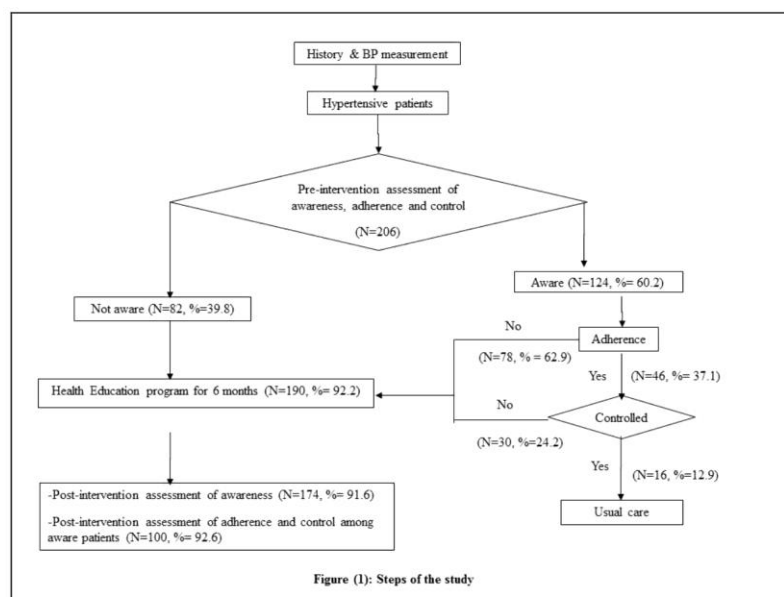 History & BP measurement
Hypertensive patients
Pre-intervention assessment of
awareness, adherence and control
(N=206)
Not aware (N=82, %=39.8)
Aware (N=124, %= 60.2)
No
Adherence
(N=78, % = 62.9)
Yes
(N=46, %= 37.1)
Health Education program for 6 months (N=190, %= 92.2)
No
Controlled
(N=30, %=24.2)
Yes
(N=16, %=12.9)
-Post-intervention assessment of awareness (N=174, %= 91.6)
-Post-intervention assessment of adherence and control among
aware patients (N=100, %= 92.6)
Usual care
Figure (1): Steps of the study